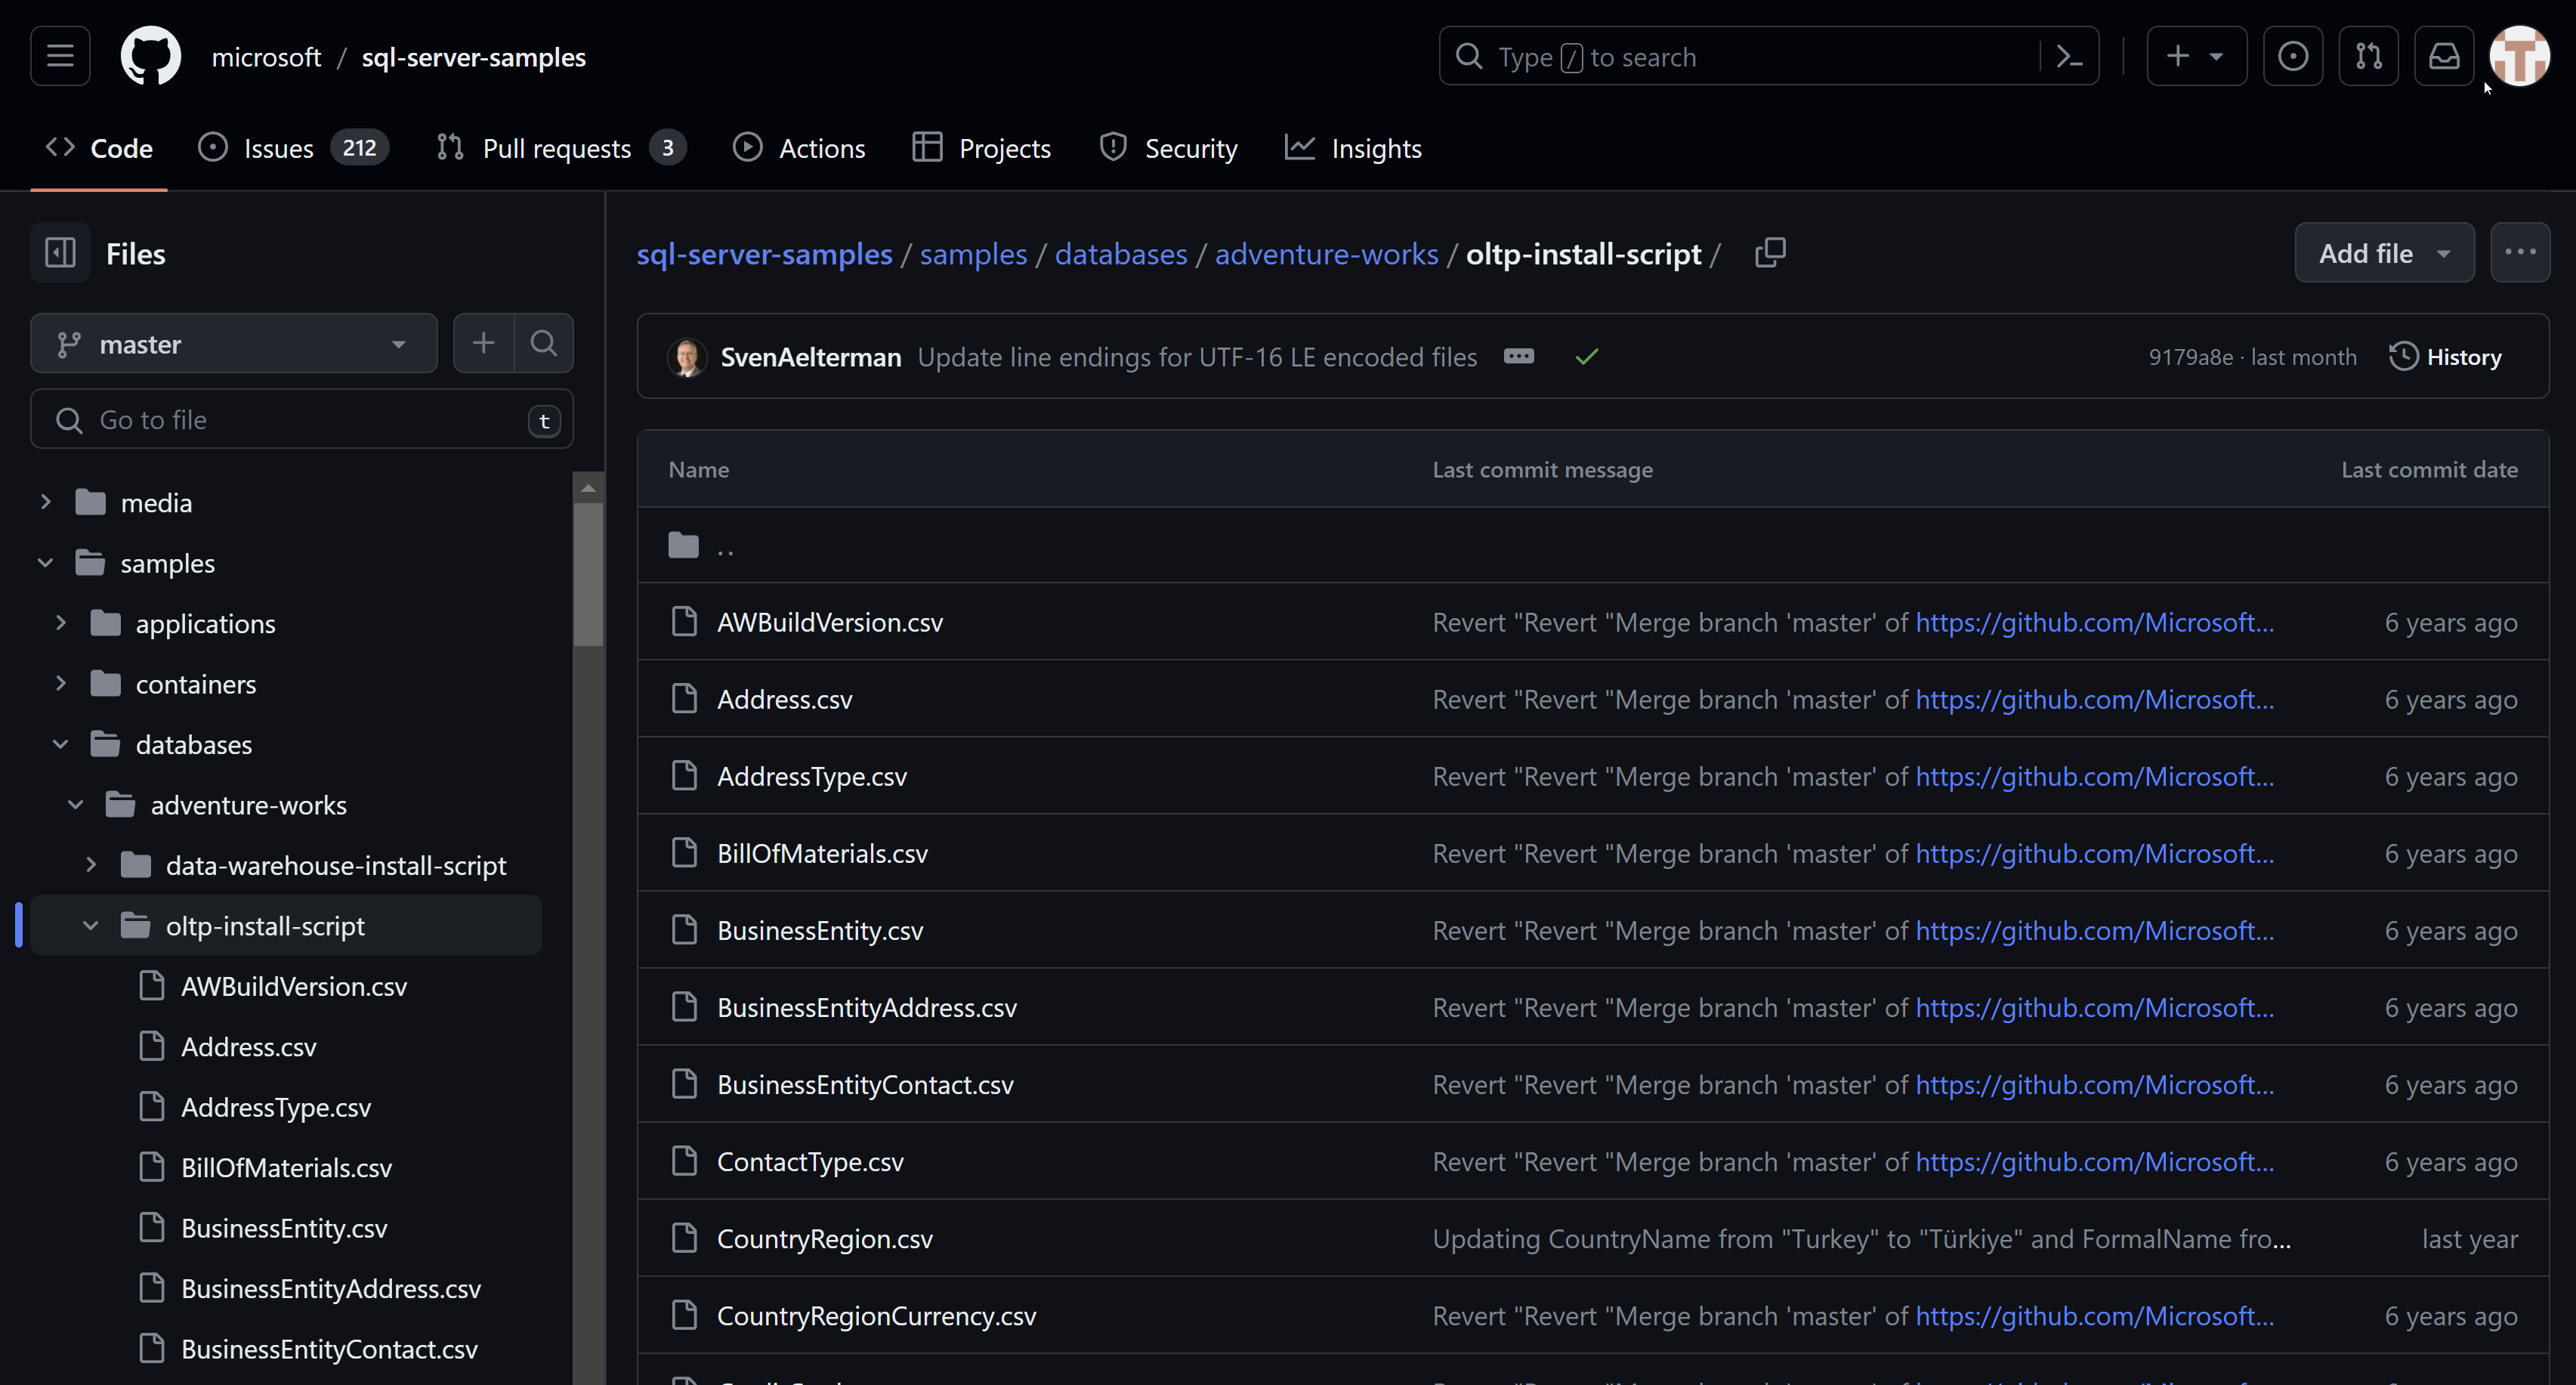 microsoft / sql-server-samples
Type / to search
Code
Issues 212
Pull requests 3
Actions
Projects
Security
Insights
Files
master
Go to file t
media
samples
applications
containers
databases
adventure-works
data-warehouse-install-script
oltp-install-script
AWBuildVersion.csv
Address.csv
AddressType.csv
BillOfMaterials.csv
BusinessEntity.csv
BusinessEntityAddress.csv
BusinessEntityContact.csv
sql-server-samples / samples / databases / adventure-works / oltp-install-script /
Add file
SvenAelterman Update line endings for UTF-16 LE encoded files
9179a8e · last month
History
Name Last commit message Last commit date
..
AWBuildVersion.csv Revert "Revert "Merge branch 'master' of https://github.com/Microsoft... 6 years ago
Address.csv Revert "Revert "Merge branch 'master' of https://github.com/Microsoft... 6 years ago
AddressType.csv Revert "Revert "Merge branch 'master' of https://github.com/Microsoft... 6 years ago
BillOfMaterials.csv Revert "Revert "Merge branch 'master' of https://github.com/Microsoft... 6 years ago
BusinessEntity.csv Revert "Revert "Merge branch 'master' of https://github.com/Microsoft... 6 years ago
BusinessEntityAddress.csv Revert "Revert "Merge branch 'master' of https://github.com/Microsoft... 6 years ago
BusinessEntityContact.csv Revert "Revert "Merge branch 'master' of https://github.com/Microsoft... 6 years ago
ContactType.csv Revert "Revert "Merge branch 'master' of https://github.com/Microsoft... 6 years ago
CountryRegion.csv Updating CountryName from "Turkey" to "Türkiye" and FormalName fro... last year
CountryRegionCurrency.csv Revert "Revert "Merge branch 'master' of https://github.com/Microsoft... 6 years ago